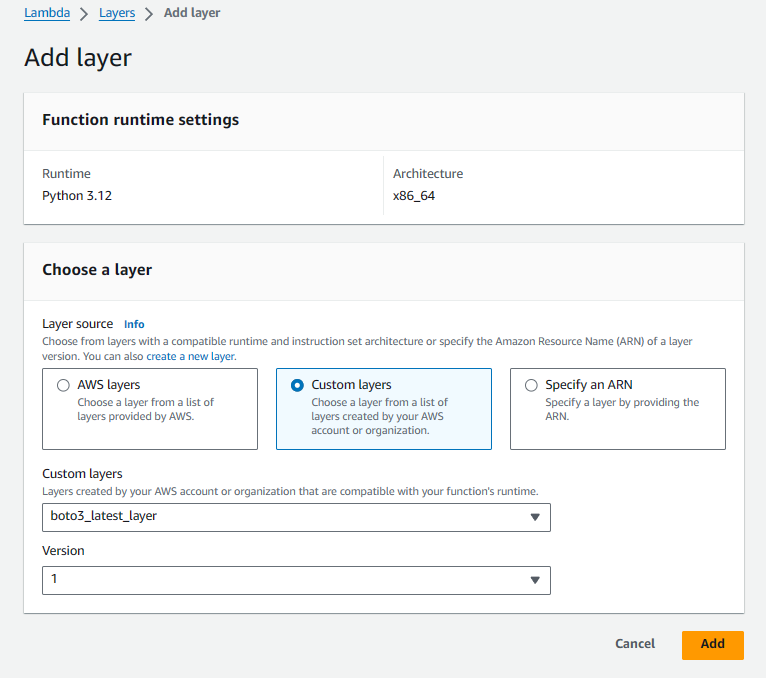 Lambda > Layers > Add layer
Add layer
Function runtime settings
Runtime
Python 3.12
Architecture
x86_64
Choose a layer
Layer source Info
Choose from layers with a compatible runtime and instruction set architecture or specify the Amazon Resource Name (ARN) of a layer
version. You can also create a new layer.
AWS layers
Choose a layer from a list of
layers provided by AWS.
Custom layers
Choose a layer from a list of
layers created by your AWS
account or organization.
Specify an ARN
Specify a layer by providing the
ARN.
Custom layers
Layers created by your AWS account or organization that are compatible with your function's runtime.
boto3_latest_layer
Version
1
Cancel
Add